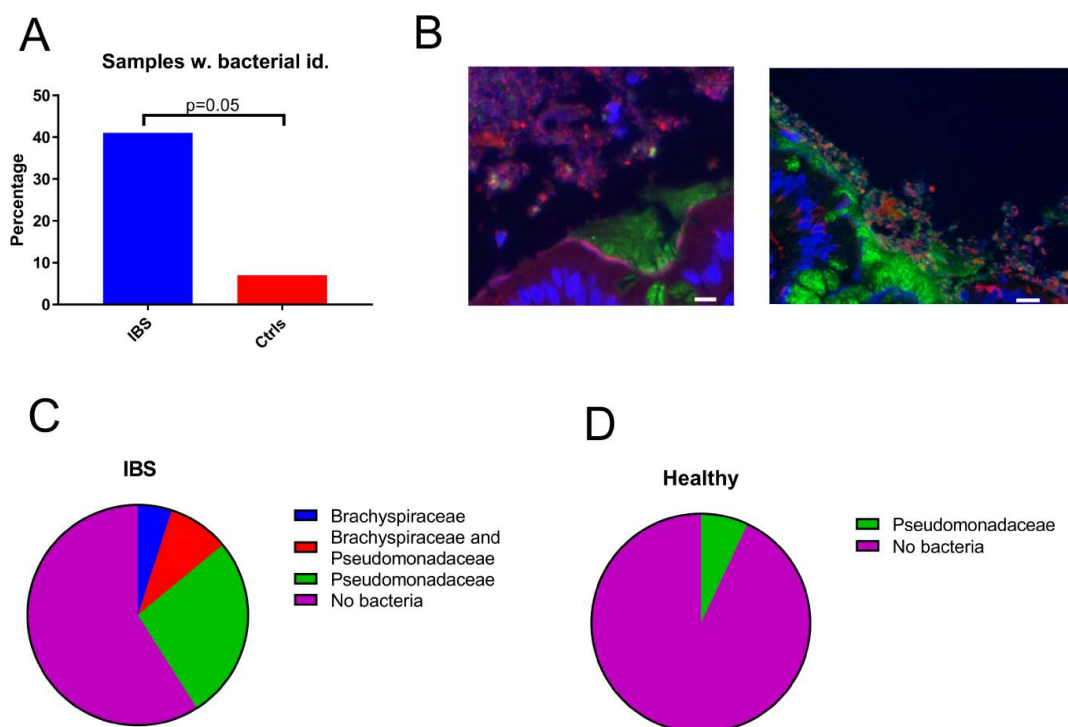 A
Samples w. bacterial id.
p=0.05
50
40
30
20
10
0
Percentage
IBS
Ctrls
B
C
IBS
Brachyspiraceae
Brachyspiraceae and
Pseudomonadaceae
Pseudomonadaceae
No bacteria
D
Healthy
Pseudomonadaceae
No bacteria